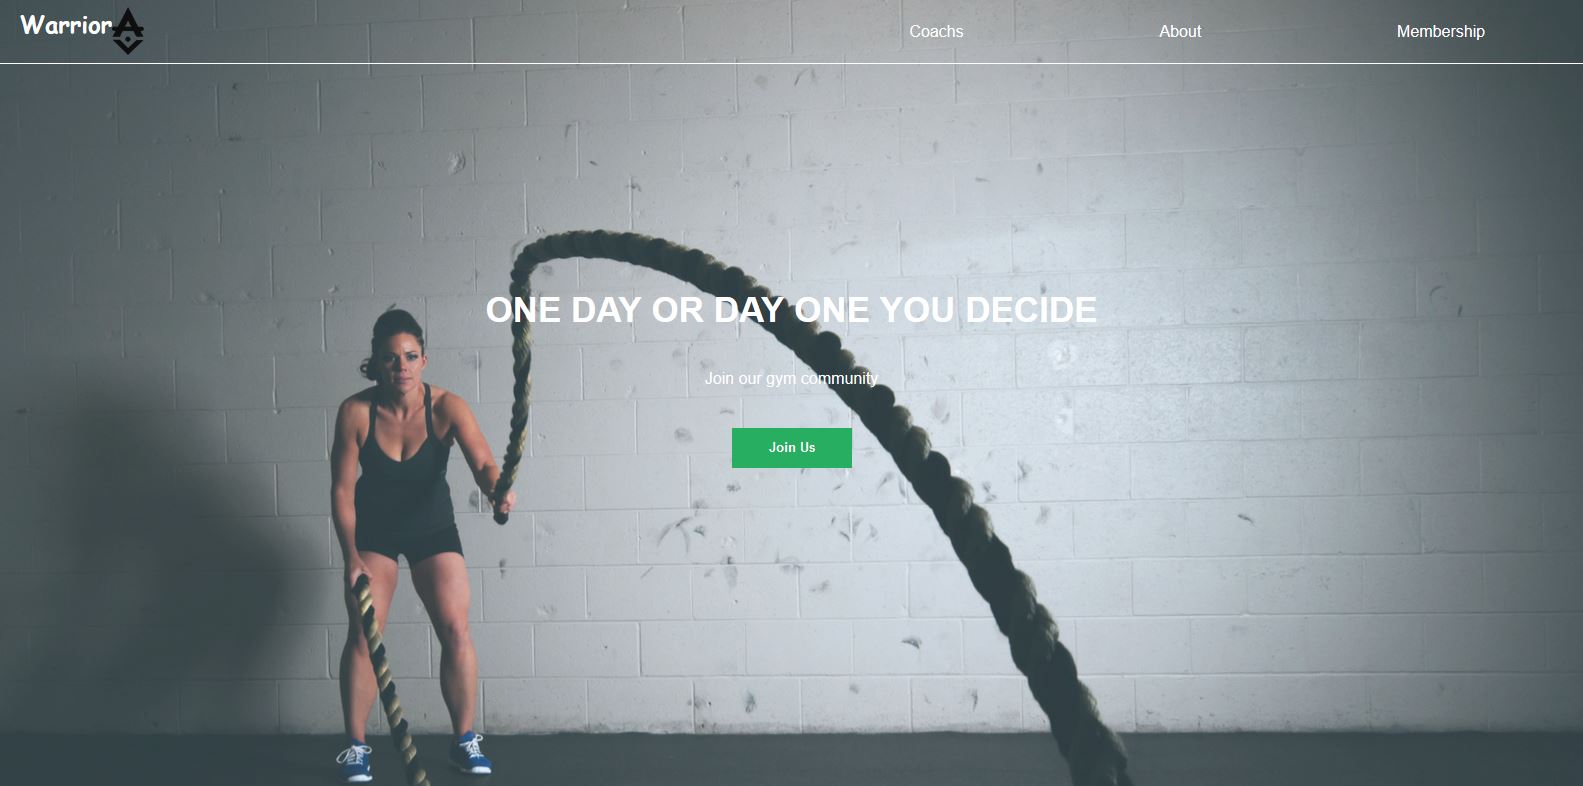 Warrior
Coachs About Membership
ONE DAY OR DAY ONE YOU DECIDE
Join our gym community
Join Us